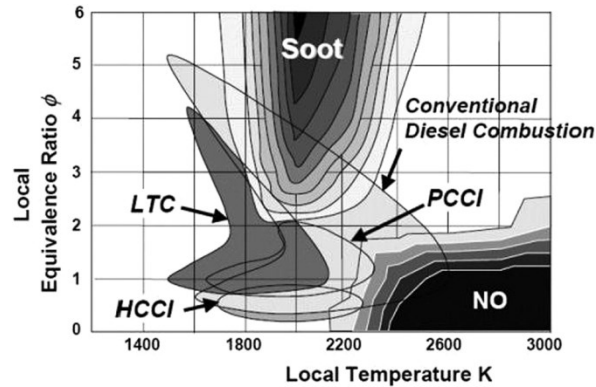 6
Soot
5
Conventional
Diesel Combustion
4
Local
Equivalence Ratio ϕ
3
PCCI
LTC
2
1
HCCI
NO
0
1400 1800 2200 2600 3000
Local Temperature K